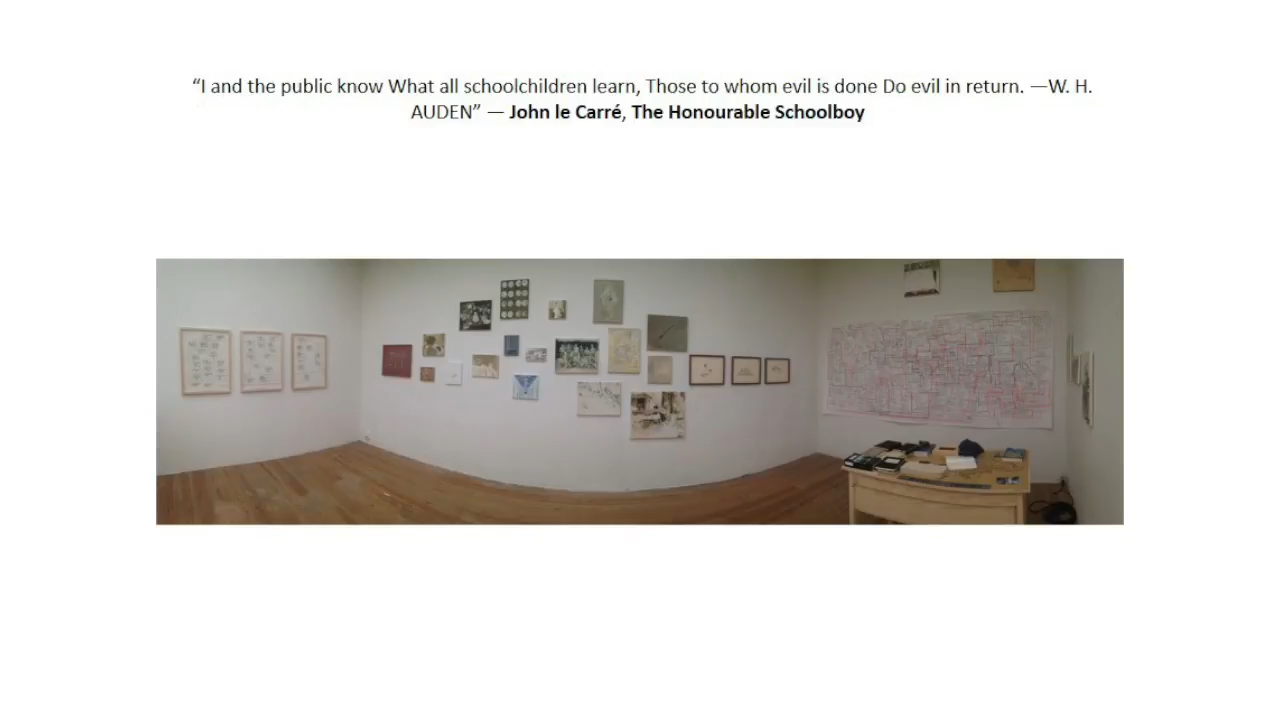 “I and the public know What all schoolchildren learn, Those to whom evil is done Do evil in return. —W. H.
AUDEN” — John le Carré, The Honourable Schoolboy